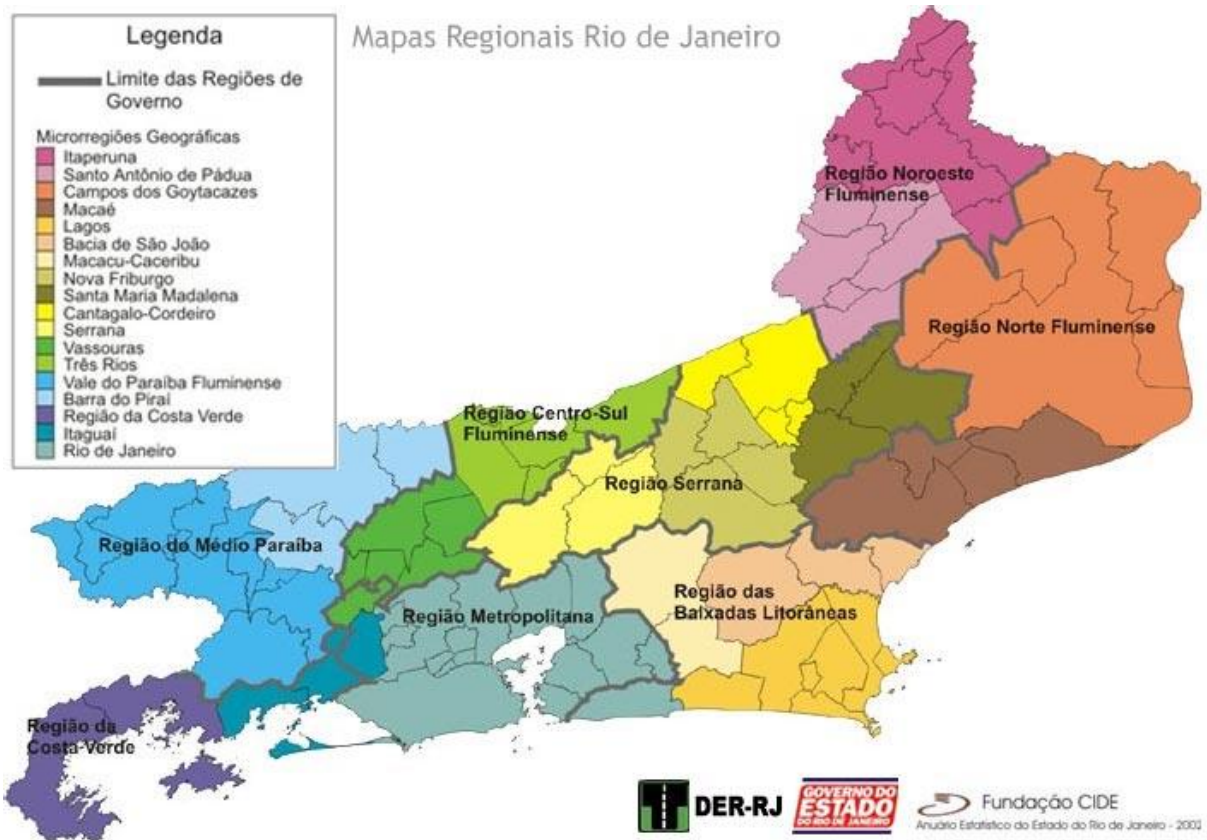 Legenda
Limite das Regiões de
Governo
Microrregiões Geográficas
Itaperuna
Santo Antônio de Pádua
Campos dos Goytacazes
Macaé
Lagos
Bacia de São João
Macacu-Caceribu
Nova Friburgo
Santa Maria Madalena
Cantagalo-Cordeiro
Serrana
Vassouras
Três Rios
Vale do Paraíba Fluminense
Barra do Piraí
Região da Costa Verde
Itaguaí
Rio de Janeiro
Mapas Regionais Rio de Janeiro
Região Noroeste
Fluminense
Região Norte Fluminense
Região Centro-Sul
Fluminense
Região Serrana
Região do Médio Paraíba
Região das
Baixadas Litorâneas
Região Metropolitana
Região da
Costa-Verde
DER-RJ
GOVERNO DO
ESTADO
DO RIO DE JANEIRO
Fundação CIDE
Anuário Estatístico do Estado do Rio de Janeiro - 2002